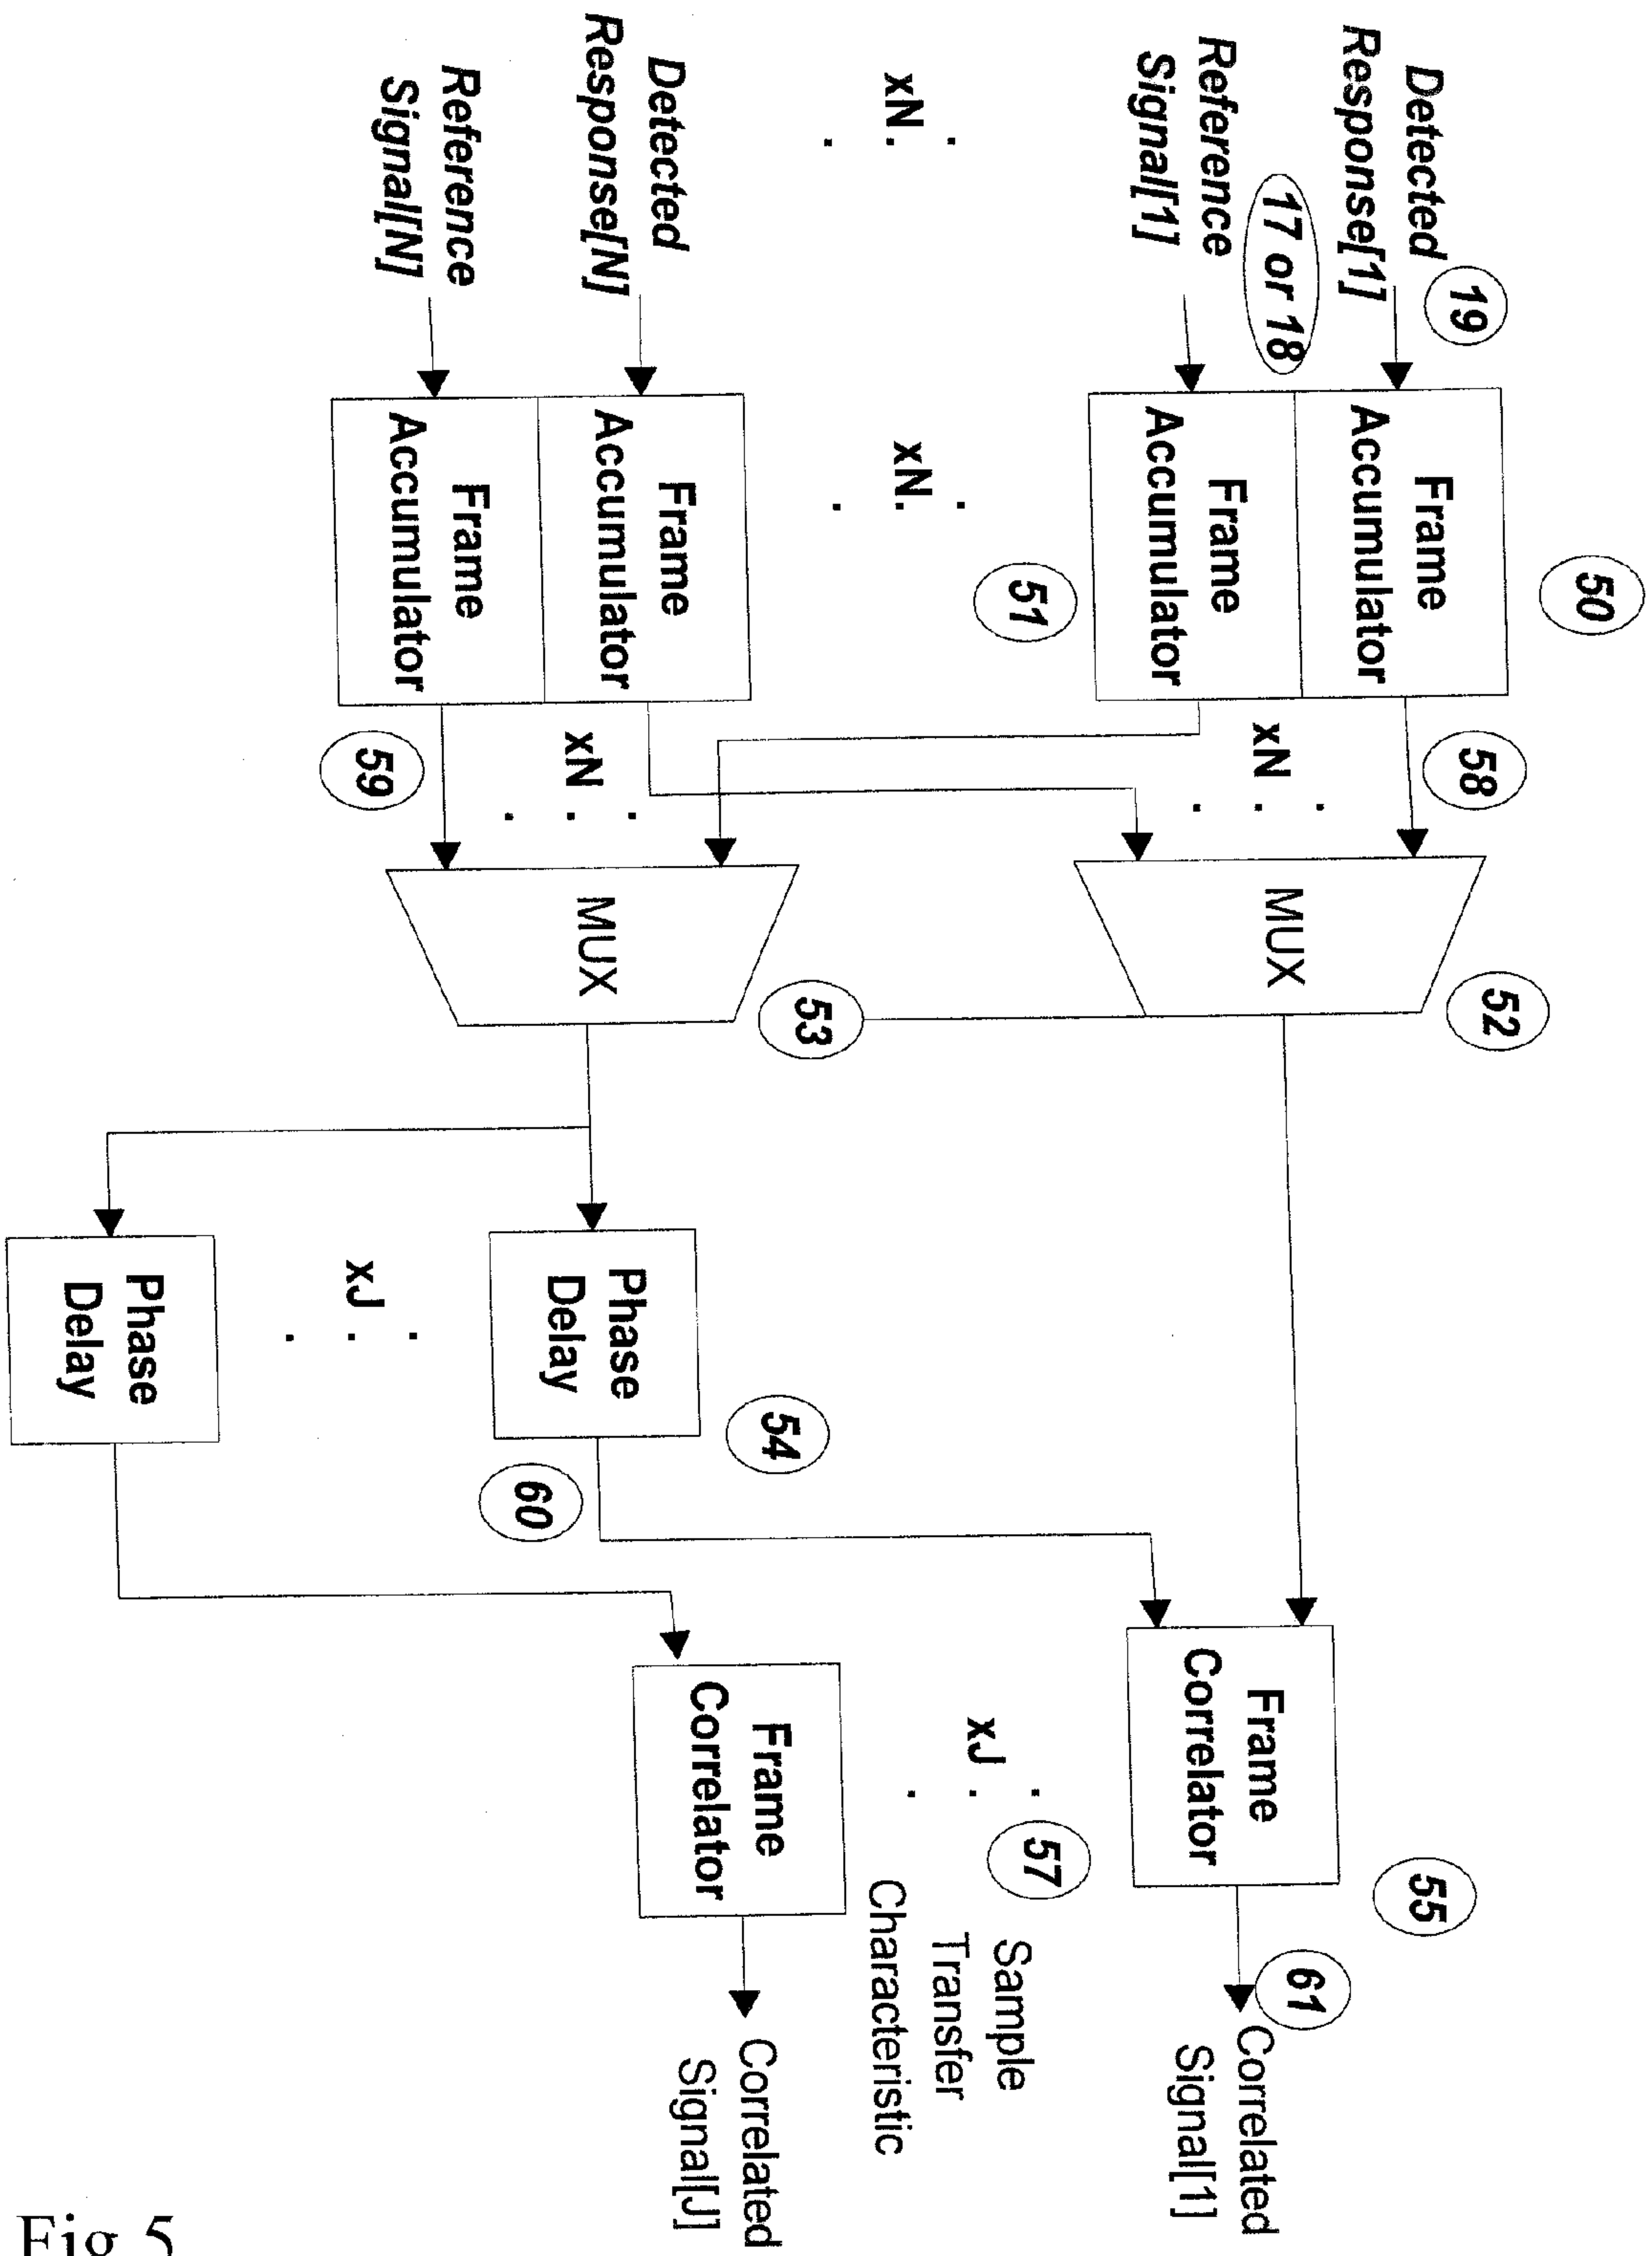 Detected
Response[1]
19
17 or 18
Reference
Signal[1]
xN
Detected
Response[N]
Reference
Signal[N]
50
Frame
Accumulator
Frame
Accumulator
51
xN
Frame
Accumulator
Frame
Accumulator
58
xN
xN
59
MUX
52
53
MUX
54
Phase
Delay
60
xJ
Phase
Delay
55
Frame
Correlator
xJ
57
Frame
Correlator
61
Correlated
Signal[1]
Sample
Transfer
Characteristic
Correlated
Signal[J]
Fig 5